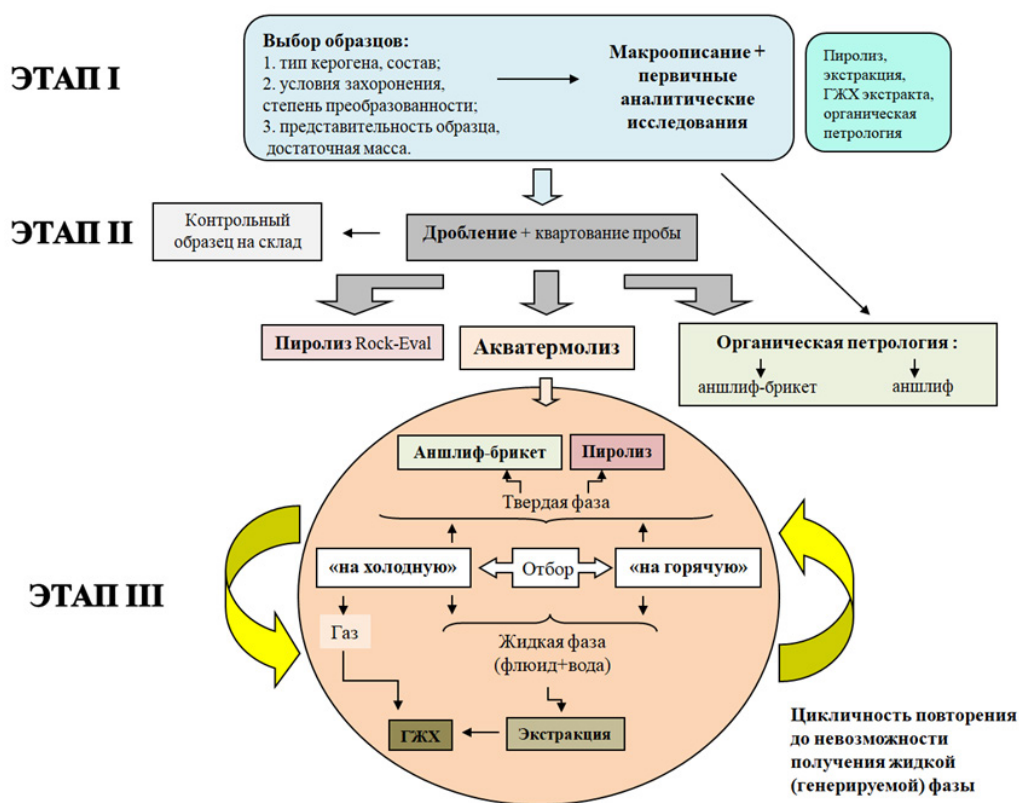 ЭТАП I
Выбор образцов:
1. тип керогена, состав;
2. условия захоронения,
степень преобразованности;
3. представительность образца,
достаточная масса.
Макроописание +
первичные
аналитические
исследования
Пиролиз,
экстракция,
ГЖХ экстракта,
органическая
петрология
ЭТАП II
Контрольный
образец на склад
Дробление + квартование пробы
Пиролиз Rock-Eval
Акватермолиз
Органическая петрология :
аншлиф-брикет
аншлиф
ЭТАП III
Аншлиф-брикет
Пиролиз
Твердая фаза
«на холодную»
Отбор
«на горячую»
Газ
Жидкая фаза
(флюид+вода)
ГЖХ
Экстракция
Цикличность повторения
до невозможности
получения жидкой
(генерируемой) фазы